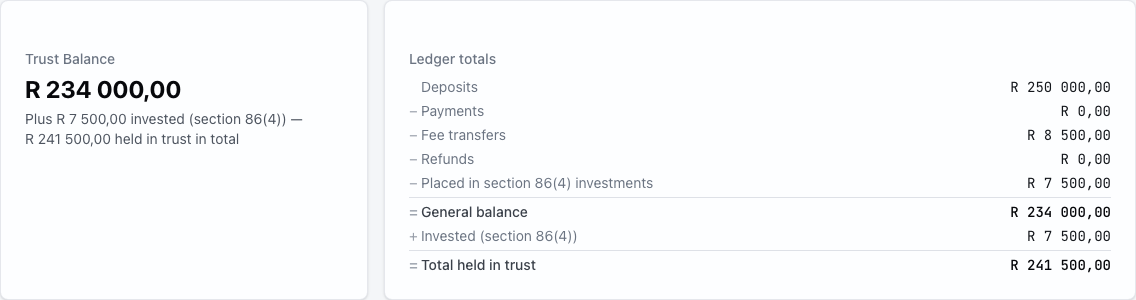 Trust Balance
R 234 000,00
Plus R 7 500,00 invested (section 86(4)) —
R 241 500,00 held in trust in total
Ledger totals
Deposits R 250 000,00
− Payments R 0,00
− Fee transfers R 8 500,00
− Refunds R 0,00
− Placed in section 86(4) investments R 7 500,00
= General balance R 234 000,00
+ Invested (section 86(4)) R 7 500,00
= Total held in trust R 241 500,00